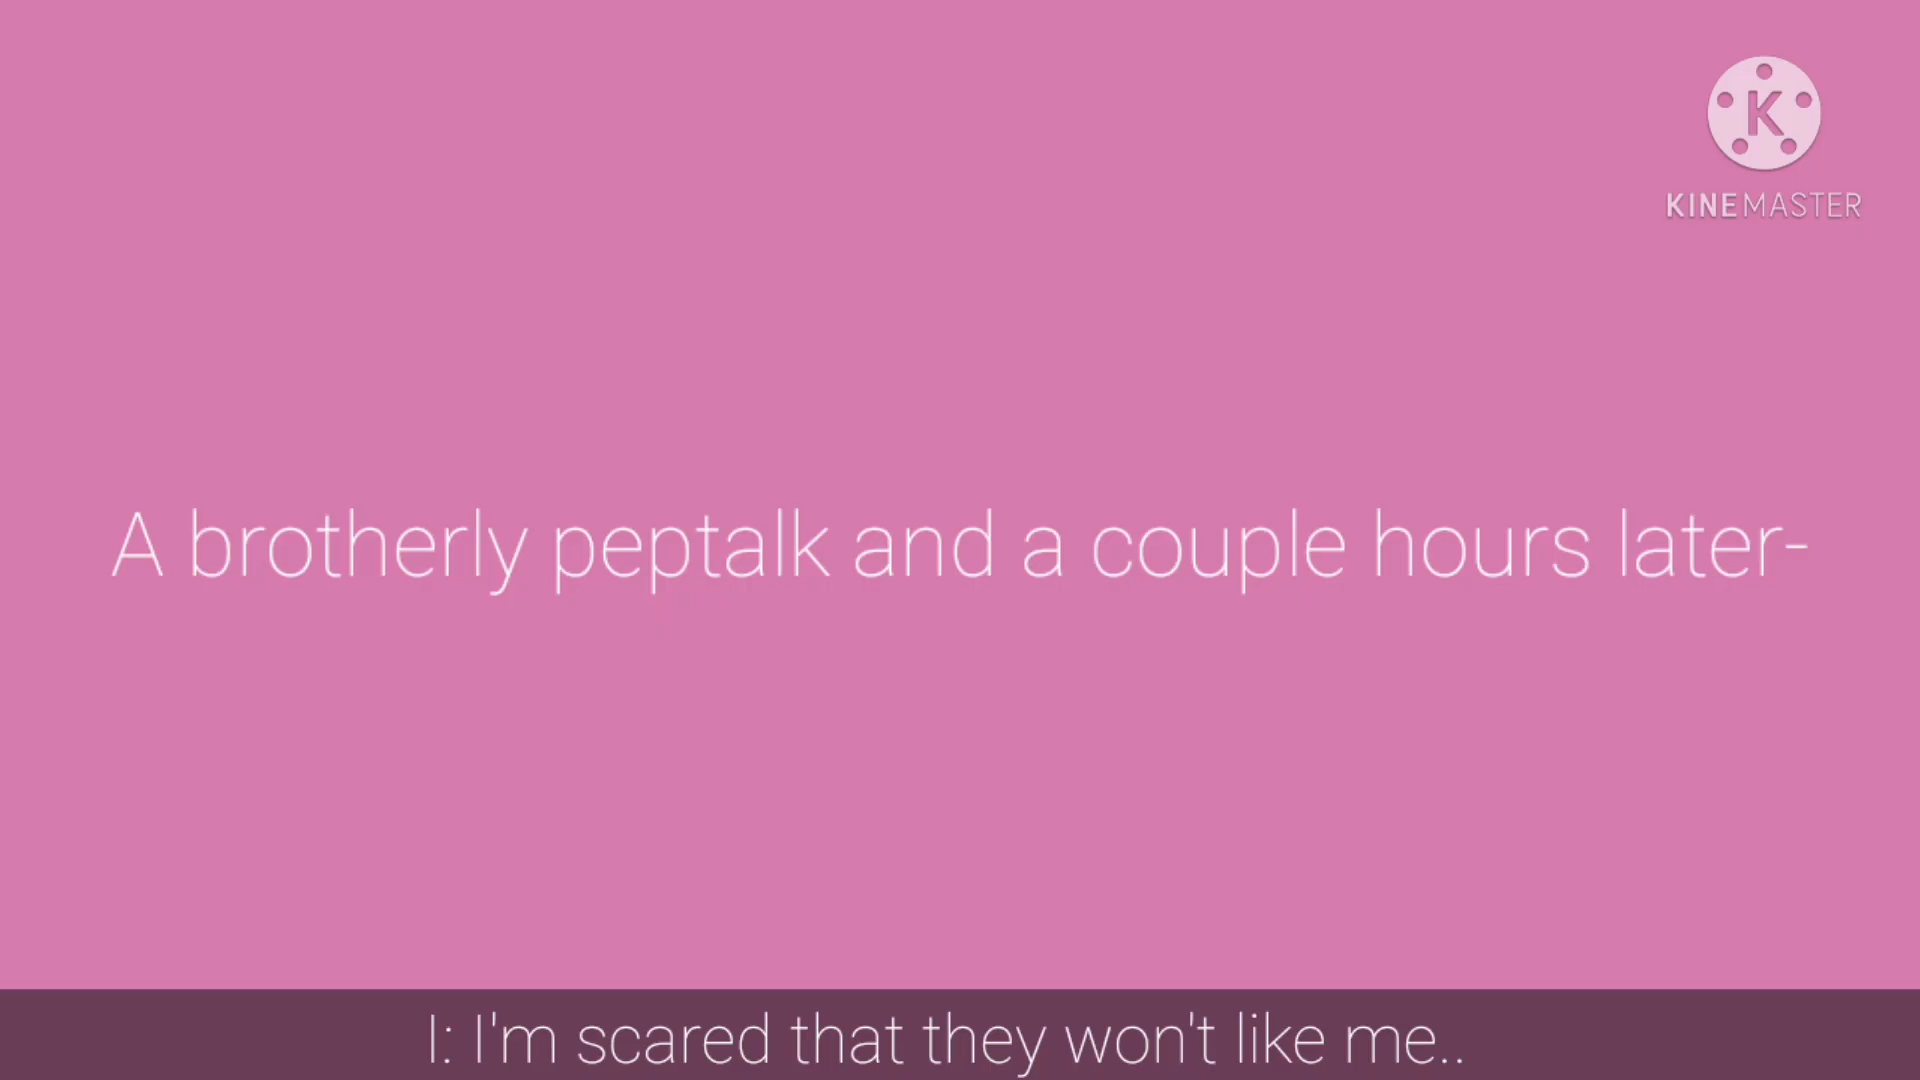 K
KINEMASTER
A brotherly peptalk and a couple hours later-
I: I'm scared that they won't like me..